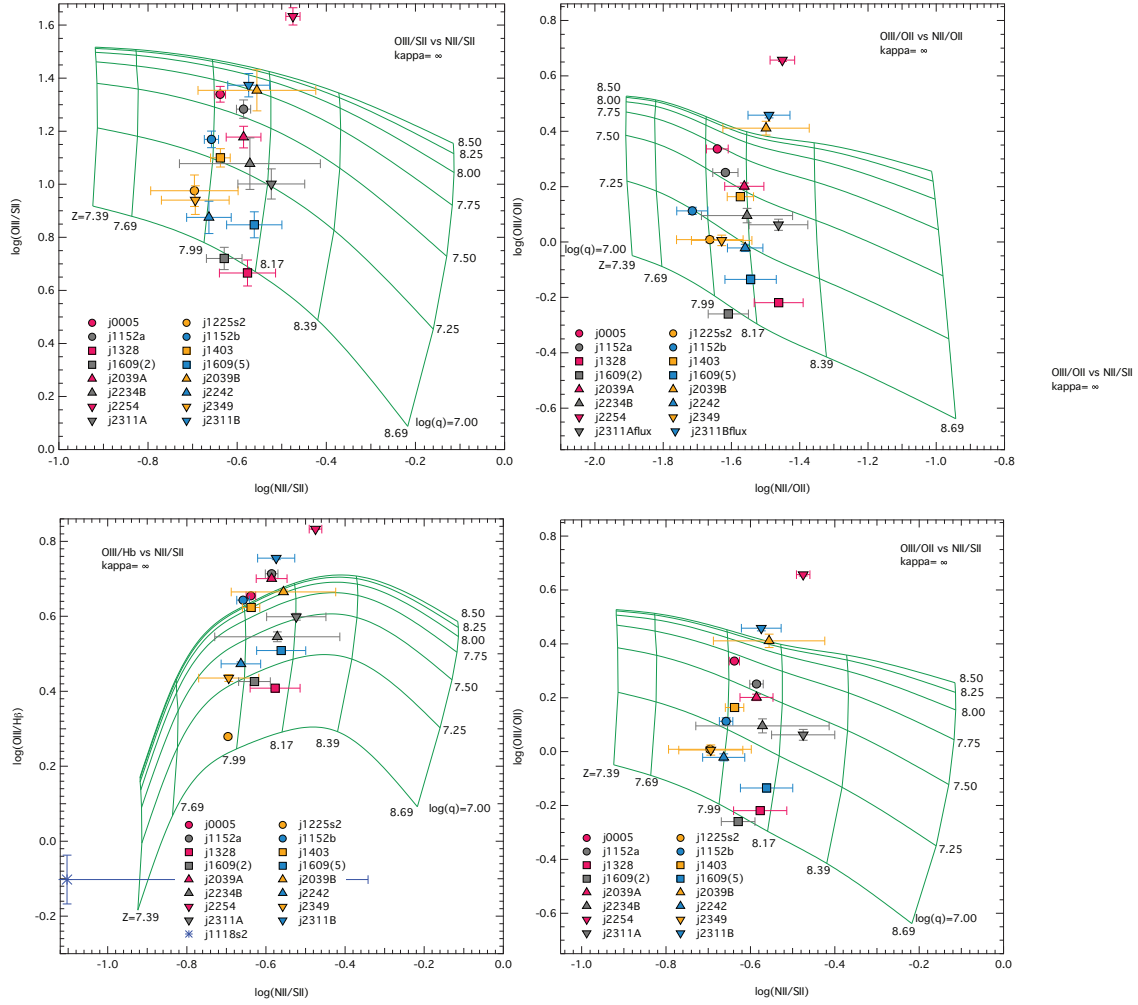 OIII/SII vs NII/SII
kappa= ∞
1.6
1.4
1.2
1.0
0.8
0.6
0.4
0.2
0.0
log(OIII/SII)
8.50
8.25
8.00
7.75
7.50
7.25
Z=7.39
7.69
7.99
8.17
8.39
8.69
log(q)=7.00
j0005
j1225s2
j1152a
j1152b
j1328
j1403
j1609(2)
j1609(5)
j2039A
j2039B
j2234B
j2242
j2254
j2349
j2311A
j2311B
-1.0 -0.8 -0.6 -0.4 -0.2 0.0
log(NII/SII)
OIII/OII vs NII/OII
kappa= ∞
0.8
0.6
0.4
0.2
0.0
-0.2
-0.4
-0.6
log(OIII/OII)
8.50
8.00
7.75
7.50
7.25
log(q)=7.00
Z=7.39
7.69
7.99
8.17
8.39
8.69
j0005
j1225s2
j1152a
j1152b
j1328
j1403
j1609(2)
j1609(5)
j2039A
j2039B
j2234B
j2242
j2254
j2349
j2311Aflux
j2311Bflux
-2.0 -1.8 -1.6 -1.4 -1.2 -1.0 -0.8
log(NII/OII)
OIII/OII vs NII/SII
kappa= ∞
OIII/Hb vs NII/SII
kappa= ∞
0.8
0.6
0.4
0.2
0.0
-0.2
log(OIII/Hβ)
8.50
8.25
8.00
7.75
7.50
7.25
log(q)=7.00
Z=7.39
7.69
7.99
8.17
8.39
8.69
j0005
j1225s2
j1152a
j1152b
j1328
j1403
j1609(2)
j1609(5)
j2039A
j2039B
j2234B
j2242
j2254
j2349
j2311A
j2311B
j1118s2
-1.0 -0.8 -0.6 -0.4 -0.2 0.0
log(NII/SII)
OIII/OII vs NII/SII
kappa= ∞
0.8
0.6
0.4
0.2
0.0
-0.2
-0.4
-0.6
log(OIII/OII)
8.50
8.25
8.00
7.75
7.50
7.25
Z=7.39
7.69
7.99
8.17
8.39
8.69
log(q)=7.00
j0005
j1225s2
j1152a
j1152b
j1328
j1403
j1609(2)
j1609(5)
j2039A
j2039B
j2234B
j2242
j2254
j2349
j2311A
j2311B
-1.0 -0.8 -0.6 -0.4 -0.2 0.0
log(NII/SII)